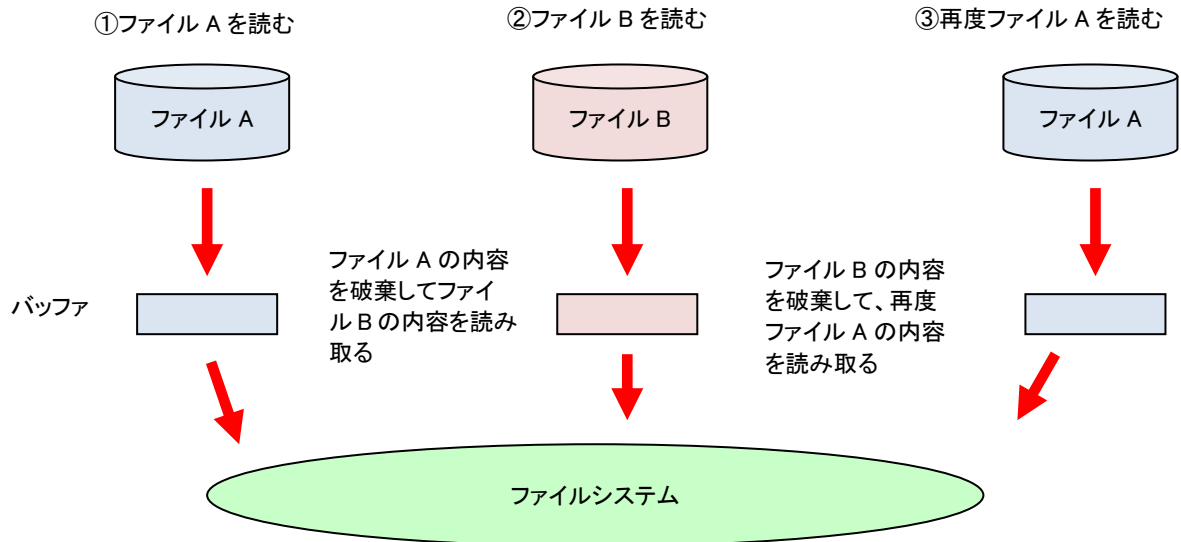 ①ファイル A を読む
②ファイル B を読む
③再度ファイル A を読む
ファイル A
ファイル B
ファイル A
バッファ
ファイル A の内容
を破棄してファイ
ル B の内容を読み
取る
ファイル B の内容
を破棄して、再度
ファイル A の内容
を読み取る
ファイルシステム